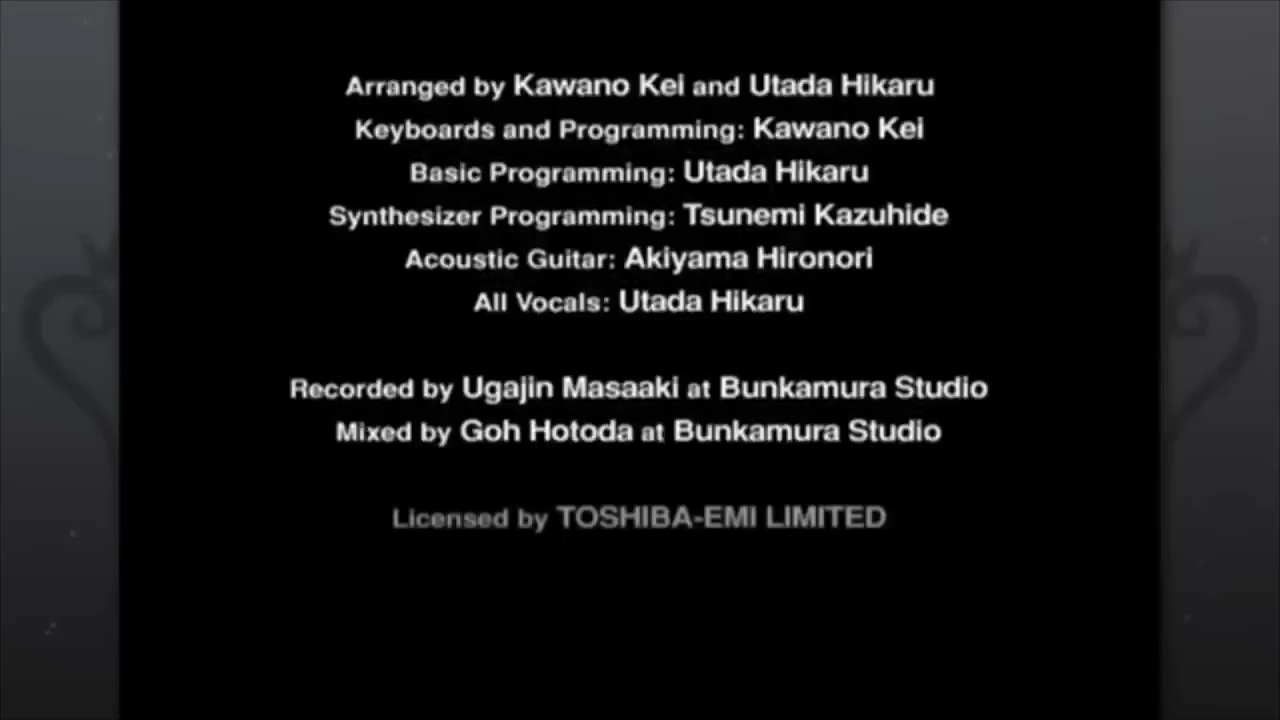 Arranged by Kawano Kei and Utada Hikaru
Keyboards and Programming: Kawano Kei
Basic Programming: Utada Hikaru
Synthesizer Programming: Tsunemi Kazuhide
Acoustic Guitar: Akiyama Hironori
All Vocals: Utada Hikaru
Recorded by Ugajin Masaaki at Bunkamura Studio
Mixed by Goh Hotoda at Bunkamura Studio
Licensed by TOSHIBA-EMI LIMITED